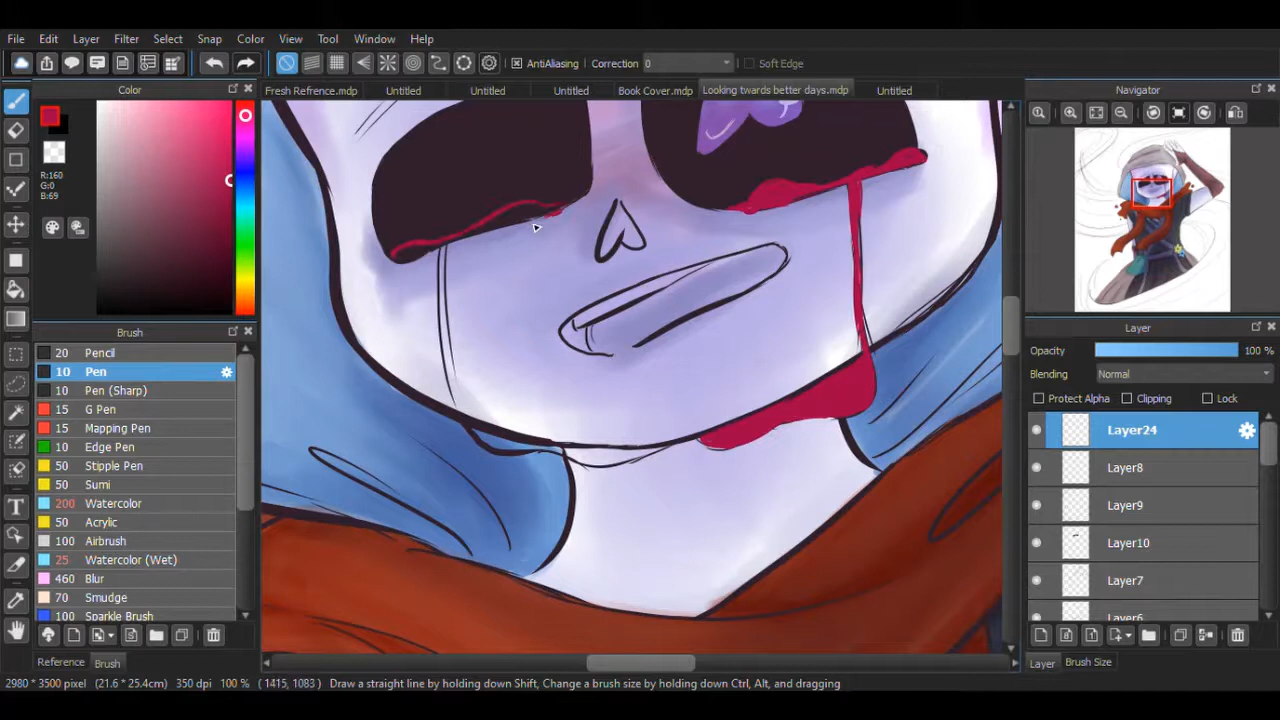 File Edit Layer Filter Select Snap Color View Tool Window Help
AntiAliasing Correction 0 Soft Edge
Color
Fresh Refrence.mdp Untitled Untitled Untitled Book Cover.mdp Looking twards better days.mdp Untitled
Navigator
R:160
G:0
B:69
Brush
20 Pencil
10 Pen
10 Pen (Sharp)
15 G Pen
15 Mapping Pen
10 Edge Pen
50 Stipple Pen
50 Sumi
200 Watercolor
50 Acrylic
100 Airbrush
25 Watercolor (Wet)
460 Blur
70 Smudge
100 Sparkle Brush
Reference Brush
Layer
Opacity 100 %
Blending Normal
Protect Alpha Clipping Lock
Layer24
Layer8
Layer9
Layer10
Layer7
Layer6
Layer Brush Size
2980 * 3500 pixel (21.6 * 25.4cm) 350 dpi 100 % ( 1415, 1083 ) Draw a straight line by holding down Shift, Change a brush size by holding down Ctrl, Alt, and dragging